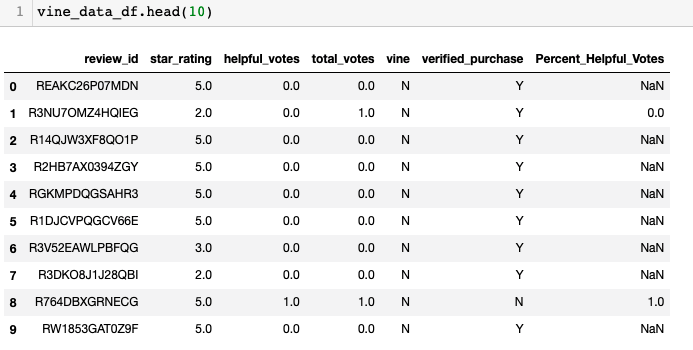 1 vine_data_df.head(10)
review_id star_rating helpful_votes total_votes vine verified_purchase Percent_Helpful_Votes
0 REAKC26P07MDN 5.0 0.0 0.0 N Y NaN
1 R3NU7OMZ4HQIEG 2.0 0.0 1.0 N Y 0.0
2 R14QJW3XF8QO1P 5.0 0.0 0.0 N Y NaN
3 R2HB7AX0394ZGY 5.0 0.0 0.0 N Y NaN
4 RGKMPDQGSAHR3 5.0 0.0 0.0 N Y NaN
5 R1DJCVPQGCV66E 5.0 0.0 0.0 N Y NaN
6 R3V52EAWLPBFQG 3.0 0.0 0.0 N Y NaN
7 R3DKO8J1J28QBI 2.0 0.0 0.0 N Y NaN
8 R764DBXGRNECG 5.0 1.0 1.0 N N 1.0
9 RW1853GAT0Z9F 5.0 0.0 0.0 N Y NaN